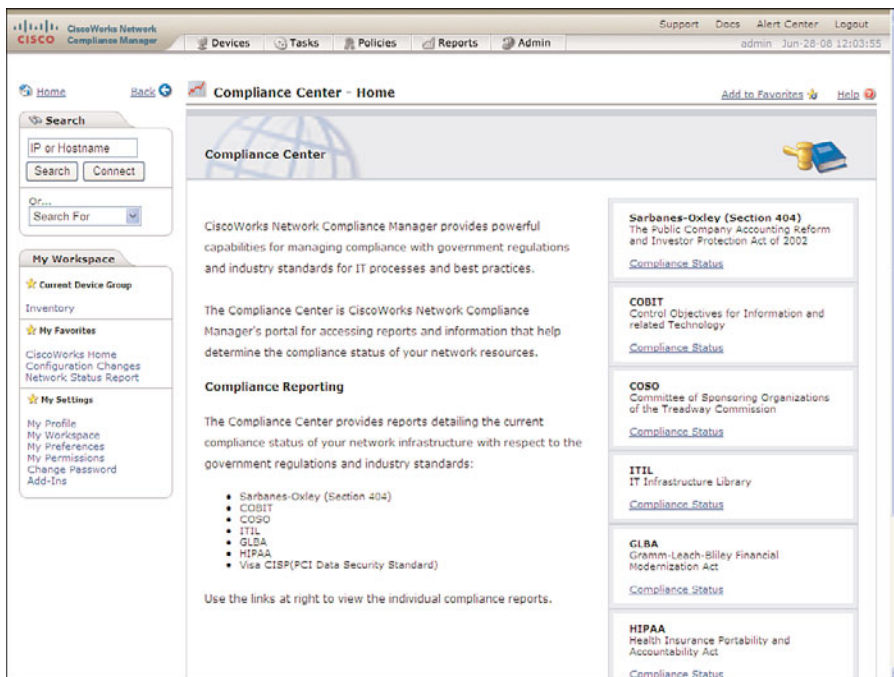 CiscoWorks Network
CISCO Compliance Manager
Support Docs Alert Center Logout
Devices Tasks Policies Reports Admin
admin Jun-28-08 12:03:55
Home Back
Compliance Center - Home
Add to Favorites Help
Search
IP or Hostname
Search Connect
Or...
Search For
My Workspace
Current Device Group
Inventory
My Favorites
CiscoWorks Home
Configuration Changes
Network Status Report
My Settings
My Profile
My Workspace
My Preferences
My Permissions
Change Password
Add-Ins
Compliance Center
CiscoWorks Network Compliance Manager provides powerful
capabilities for managing compliance with government regulations
and industry standards for IT processes and best practices.
The Compliance Center is CiscoWorks Network Compliance
Manager's portal for accessing reports and information that help
determine the compliance status of your network resources.
Compliance Reporting
The Compliance Center provides reports detailing the current
compliance status of your network infrastructure with respect to the
government regulations and industry standards:
• Sarbanes-Oxley (Section 404)
• COBIT
• COSO
• ITIL
• GLBA
• HIPAA
• Visa CISP(PCI Data Security Standard)
Use the links at right to view the individual compliance reports.
Sarbanes-Oxley (Section 404)
The Public Company Accounting Reform
and Investor Protection Act of 2002
Compliance Status
COBIT
Control Objectives for Information and
related Technology
Compliance Status
COSO
Committee of Sponsoring Organizations
of the Treadway Commission
Compliance Status
ITIL
IT Infrastructure Library
Compliance Status
GLBA
Gramm-Leach-Bliley Financial
Modernization Act
Compliance Status
HIPAA
Health Insurance Portability and
Accountability Act
Compliance Status